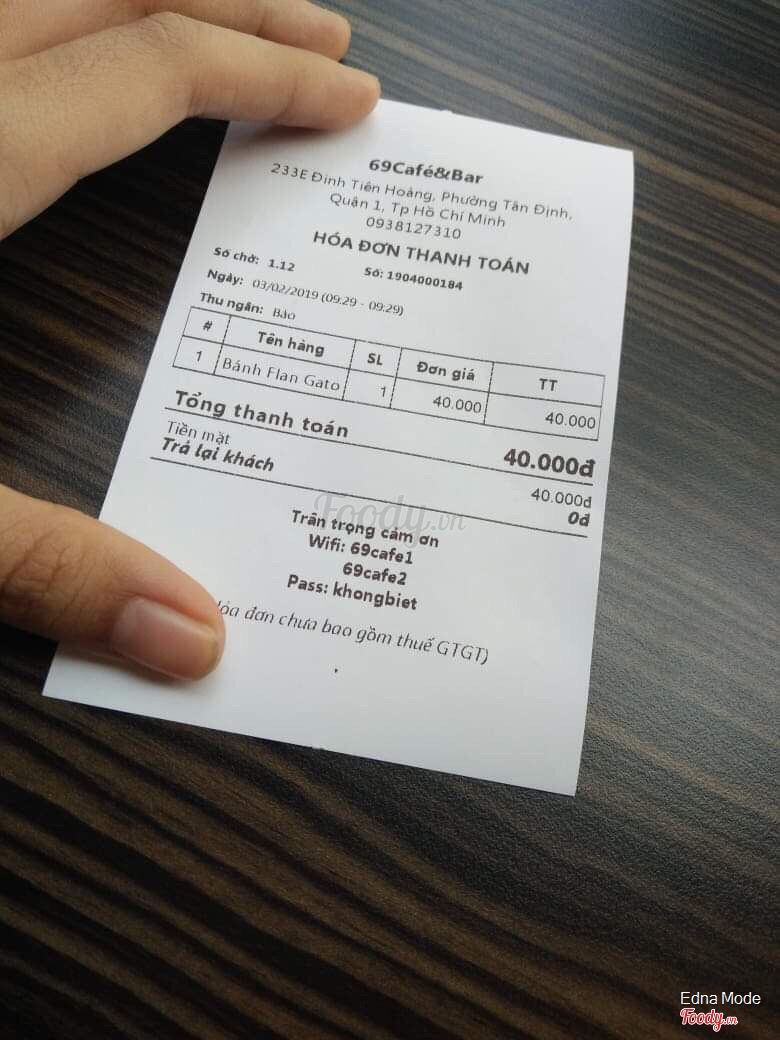 69Café&Bar
233E Đinh Tiên Hoàng, Phường Tân Định,
Quận 1, Tp Hồ Chí Minh
0938127310
HÓA ĐƠN THANH TOÁN
Số chờ: 1.12 Số: 1904000184
Ngày: 03/02/2019 (09:29 - 09:29)
Thu ngân: Bảo
# Tên hàng SL Đơn giá TT
1 Bánh Flan Gato 1 40.000 40.000
Tổng thanh toán 40.000đ
Tiền mặt 40.000đ
Trả lại khách 0đ
Foody.vn
Trân trọng cảm ơn
Wifi: 69cafe1
69cafe2
Pass: khongbiet
đơn chưa bao gồm thuế GTGT)
Edna Mode
Foody.vn